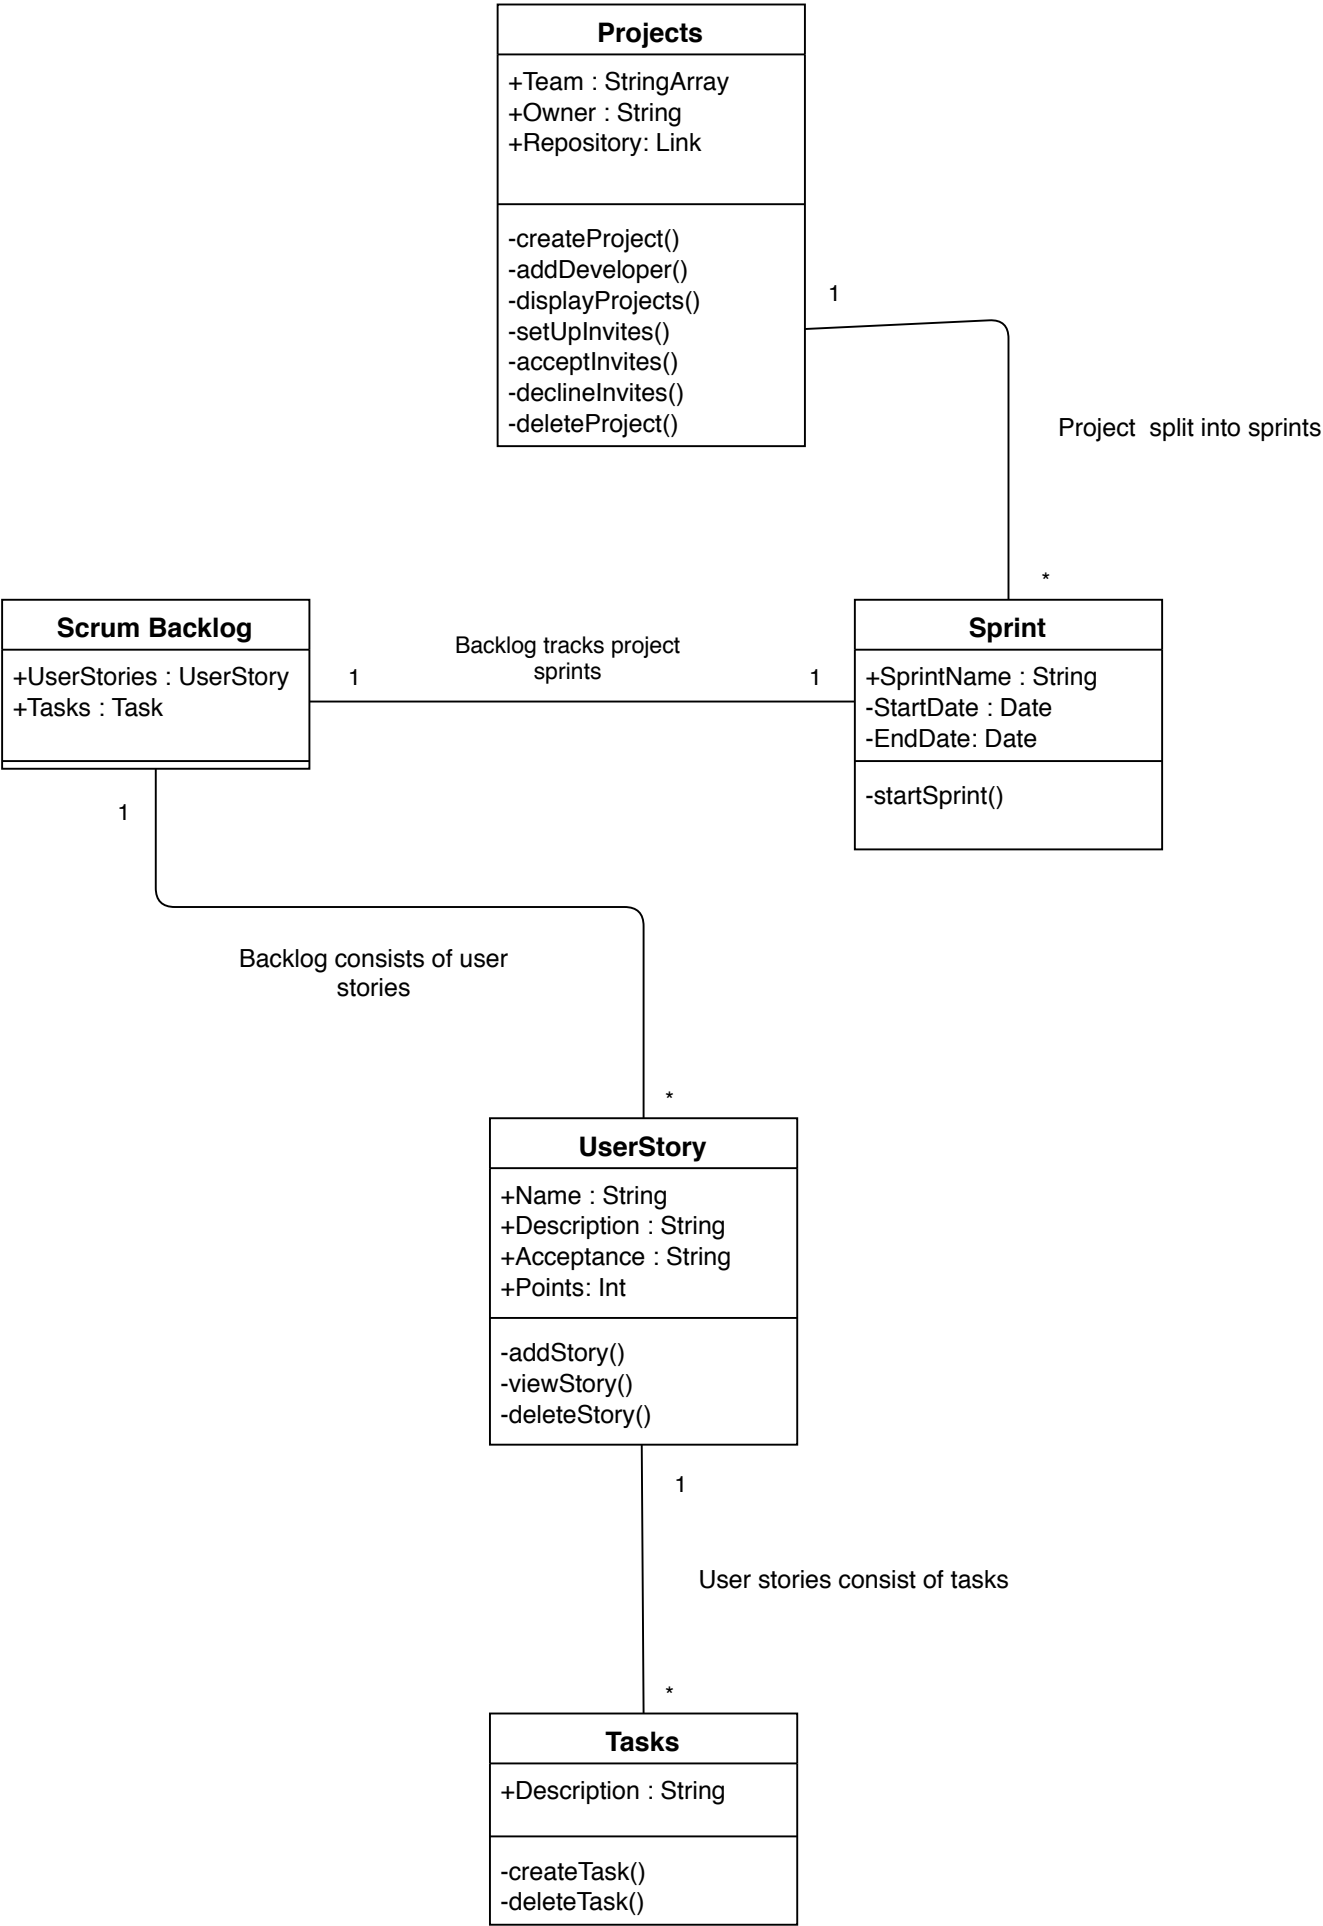 Projects
+Team : StringArray
+Owner : String
+Repository: Link
-createProject()
-addDeveloper()
-displayProjects()
-setUpInvites()
-acceptInvites()
-declineInvites()
-deleteProject()
1
Project  split into sprints
*
Scrum Backlog
+UserStories : UserStory
+Tasks : Task
1
Backlog tracks project
sprints
1
Sprint
+SprintName : String
-StartDate : Date
-EndDate: Date
-startSprint()
1
Backlog consists of user
stories
*
UserStory
+Name : String
+Description : String
+Acceptance : String
+Points: Int
-addStory()
-viewStory()
-deleteStory()
1
User stories consist of tasks
*
Tasks
+Description : String
-createTask()
-deleteTask()